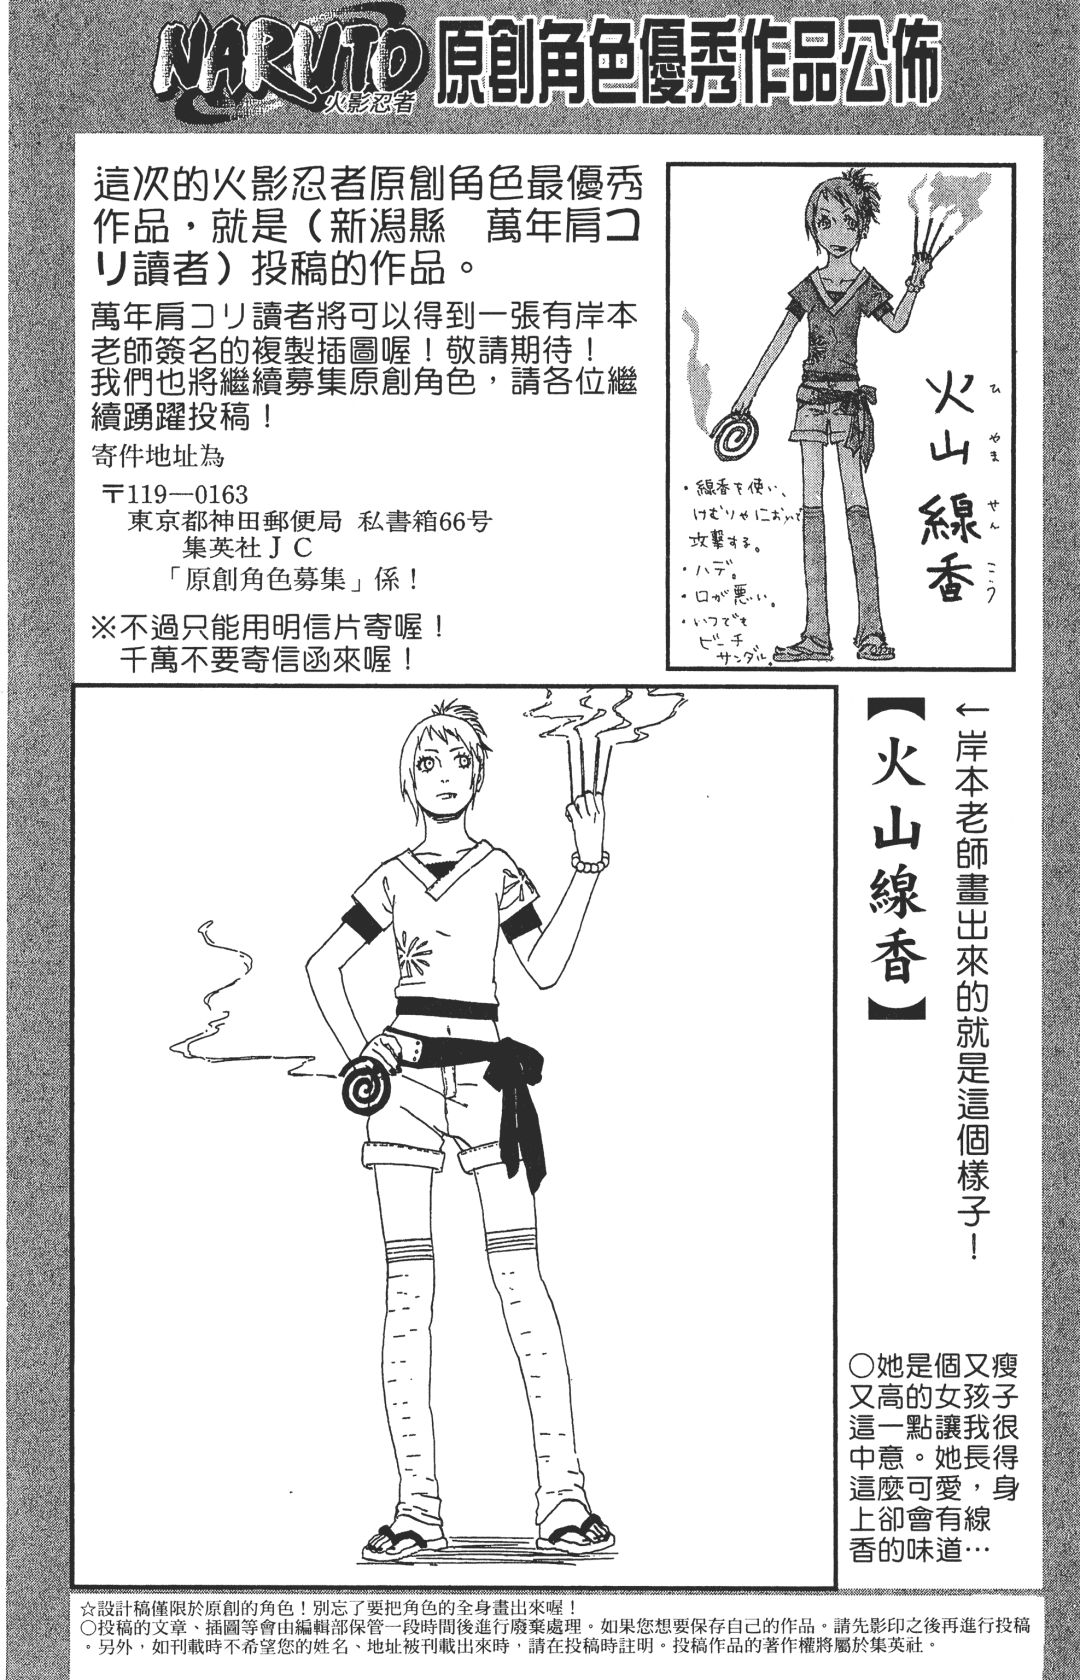 NARUTO
火影忍者
原創角色優秀作品公佈
這次的火影忍者原創角色最優秀
作品，就是（新潟縣　萬年肩コ
リ讀者）投稿的作品。
萬年肩コリ讀者將可以得到一張有岸本
老師簽名的複製插圖喔！敬請期待！
我們也將繼續募集原創角色，請各位繼
續踴躍投稿！
寄件地址為
〒119—0163
東京都神田郵便局 私書箱66号
集英社ＪＣ
「原創角色募集」係！
※不過只能用明信片寄喔！
千萬不要寄信函來喔！
火山線香
ひ やま せん こう
・線香を使い、
けむりやにおいで
攻撃する。
・ハデ。
・口が悪い。
・いつでも
ビーチ
サンダル。
←岸本老師畫出來的就是這個樣子！
【火山線香】
○她是個又瘦
又高的女孩子
這一點讓我很
中意。她長得
這麼可愛，身
上卻會有線
香的味道…
☆設計稿僅限於原創的角色！別忘了要把角色的全身畫出來喔！
○投稿的文章、插圖等會由編輯部保管一段時間後進行廢棄處理。如果您想要保存自己的作品。請先影印之後再進行投稿
。另外，如刊載時不希望您的姓名、地址被刊載出來時，請在投稿時註明。投稿作品的著作權將屬於集英社。